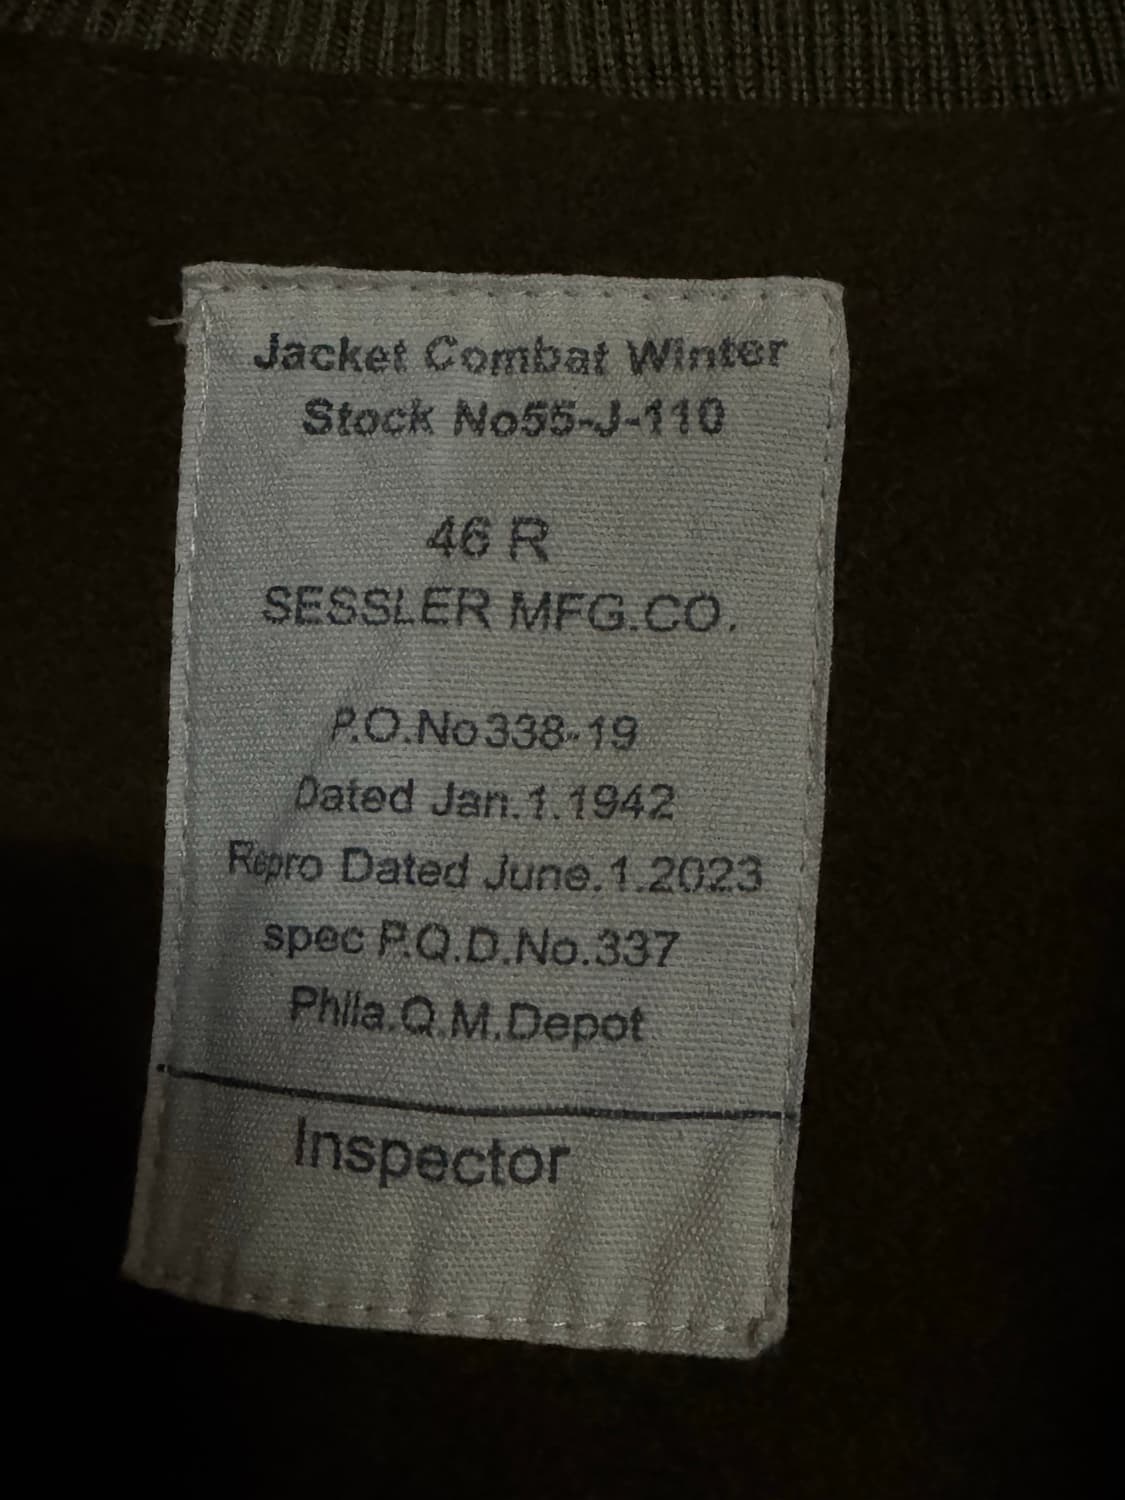 Jacket Combat Winter
Stock No55-J-110
46 R
SESSLER MFG.CO.
P.O.No338-19
Dated Jan.1.1942
Repro Dated June.1.2023
spec P.Q.D.No.337
Phila.Q.M.Depot
Inspector